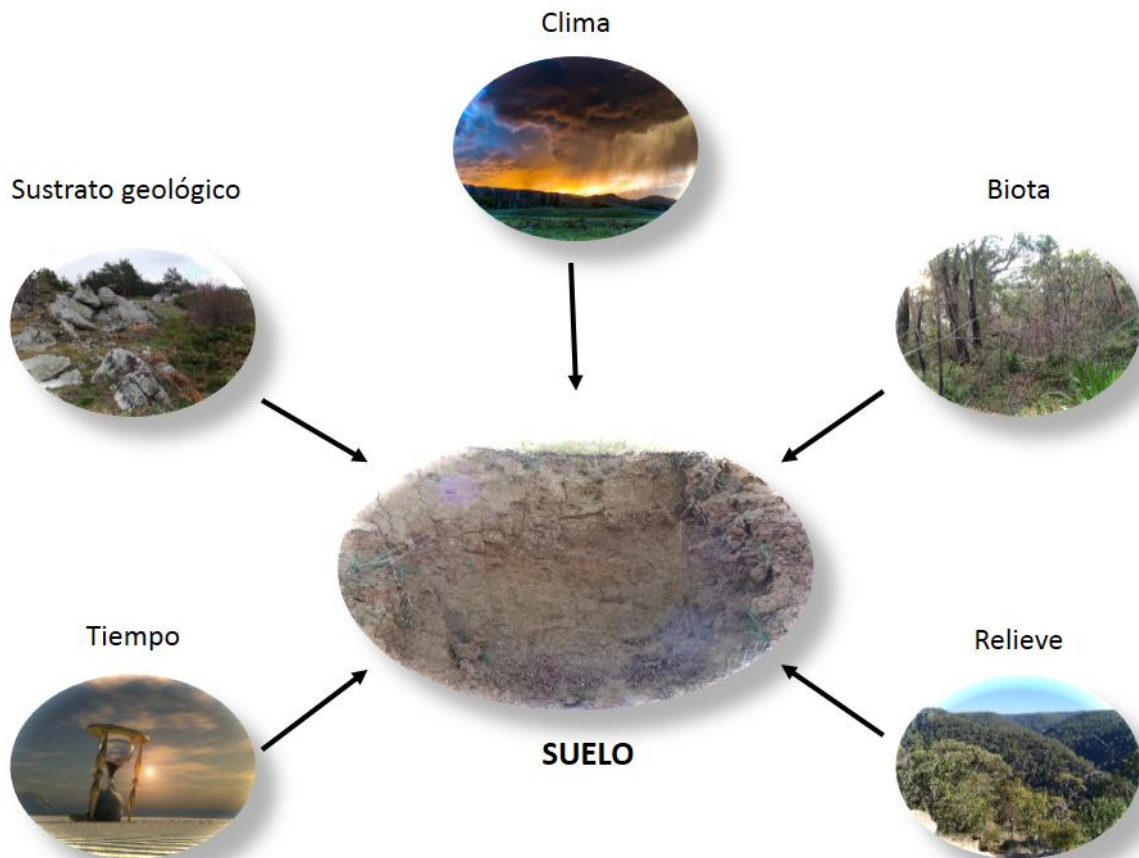 Clima
Sustrato geológico
Biota
Tiempo
Relieve
SUELO